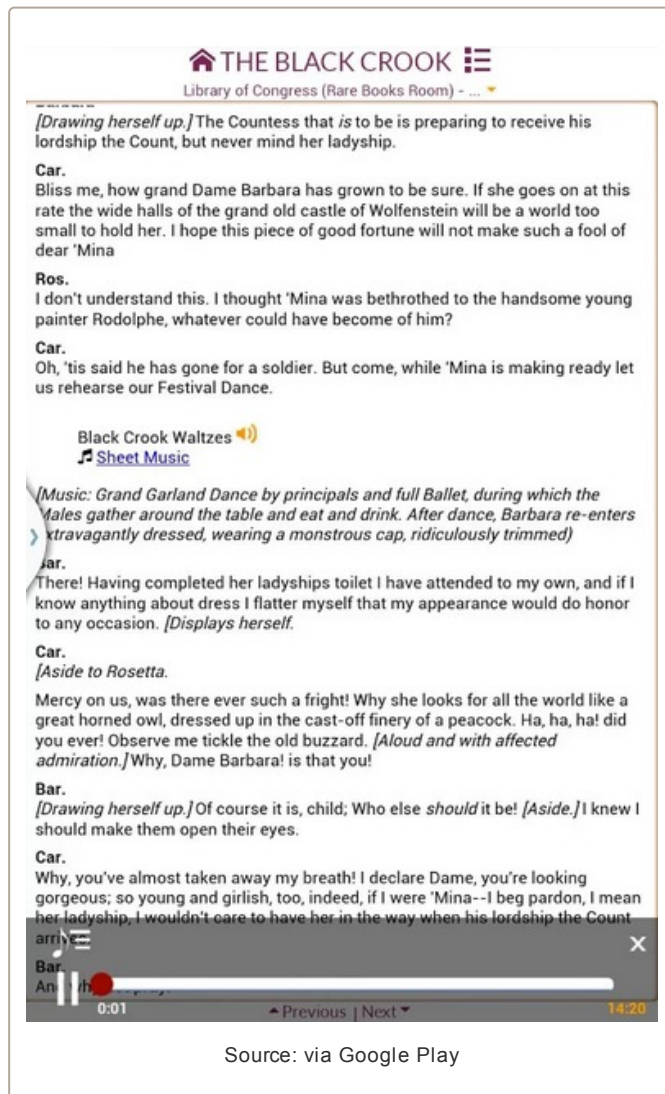 THE BLACK CROOK
Library of Congress (Rare Books Room) - ...
[Drawing herself up.] The Countess that is to be is preparing to receive his
lordship the Count, but never mind her ladyship.
Car.
Bliss me, how grand Dame Barbara has grown to be sure. If she goes on at this
rate the wide halls of the grand old castle of Wolfenstein will be a world too
small to hold her. I hope this piece of good fortune will not make such a fool of
dear 'Mina
Ros.
I don't understand this. I thought 'Mina was bethrothed to the handsome young
painter Rodolphe, whatever could have become of him?
Car.
Oh, 'tis said he has gone for a soldier. But come, while 'Mina is making ready let
us rehearse our Festival Dance.
Black Crook Waltzes
Sheet Music
[Music: Grand Garland Dance by principals and full Ballet, during which the
Males gather around the table and eat and drink. After dance, Barbara re-enters
extravagantly dressed, wearing a monstrous cap, ridiculously trimmed)
Bar.
There! Having completed her ladyships toilet I have attended to my own, and if I
know anything about dress I flatter myself that my appearance would do honor
to any occasion. [Displays herself.
Car.
[Aside to Rosetta.
Mercy on us, was there ever such a fright! Why she looks for all the world like a
great horned owl, dressed up in the cast-off finery of a peacock. Ha, ha, ha! did
you ever! Observe me tickle the old buzzard. [Aloud and with affected
admiration.] Why, Dame Barbara! is that you!
Bar.
[Drawing herself up.] Of course it is, child; Who else should it be! [Aside.] I knew I
should make them open their eyes.
Car.
Why, you've almost taken away my breath! I declare Dame, you're looking
gorgeous; so young and girlish, too, indeed, if I were 'Mina--I beg pardon, I mean
her ladyship, I wouldn't care to have her in the way when his lordship the Count
arrives.
Bar.
X
0:01
Previous | Next
14:20
Source: via Google Play